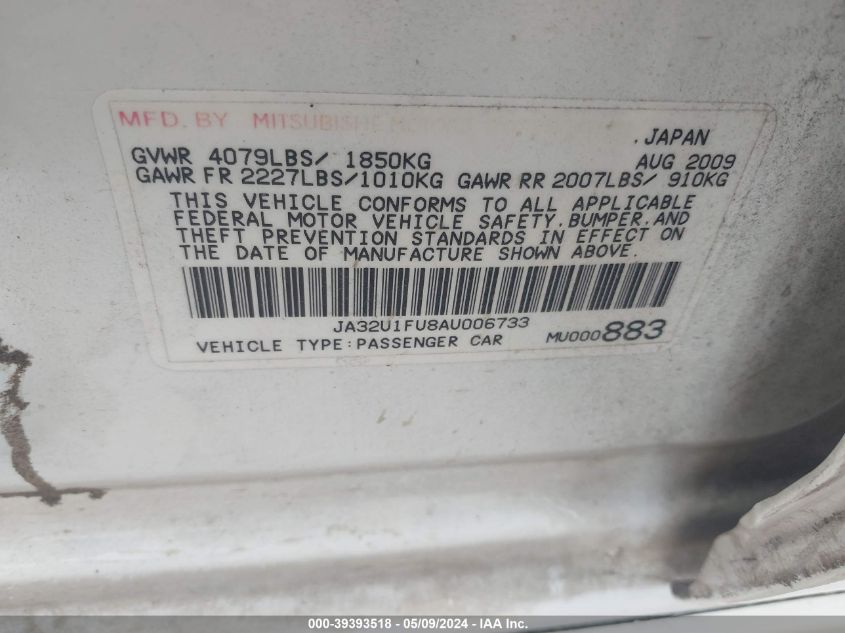 MFD. BY MITSUBISHI
.JAPAN
GVWR 4079LBS/ 1850KG AUG 2009
GAWR FR 2227LBS/1010KG GAWR RR 2007LBS/ 910KG
THIS VEHICLE CONFORMS TO ALL APPLICABLE
FEDERAL MOTOR VEHICLE SAFETY, BUMPER, AND
THEFT PREVENTION STANDARDS IN EFFECT ON
THE DATE OF MANUFACTURE SHOWN ABOVE.
JA32U1FU8AU006733
VEHICLE TYPE:PASSENGER CAR MU000883
000-39393518 - 05/09/2024 - IAA Inc.